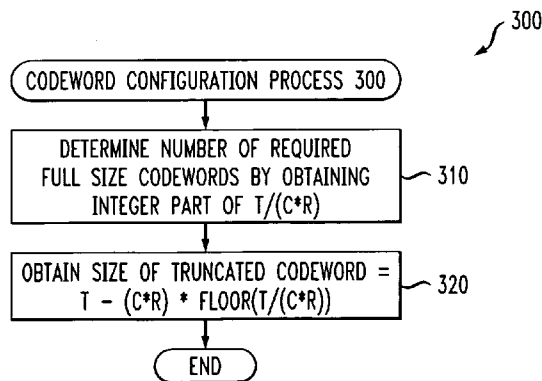 300
CODEWORD CONFIGURATION PROCESS 300
DETERMINE NUMBER OF REQUIRED
FULL SIZE CODEWORDS BY OBTAINING
INTEGER PART OF T/(C*R)
310
OBTAIN SIZE OF TRUNCATED CODEWORD =
T - (C*R) * FLOOR(T/(C*R))
320
END